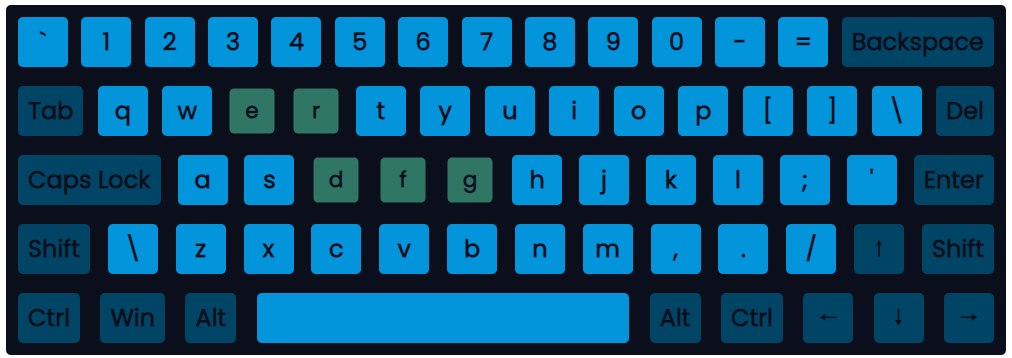 ` 1 2 3 4 5 6 7 8 9 0 - = Backspace
Tab q w e r t y u i o p [ ] \ Del
Caps Lock a s d f g h j k l ; ' Enter
Shift \ z x c v b n m , . / ↑ Shift
Ctrl Win Alt Alt Ctrl ← ↓ →